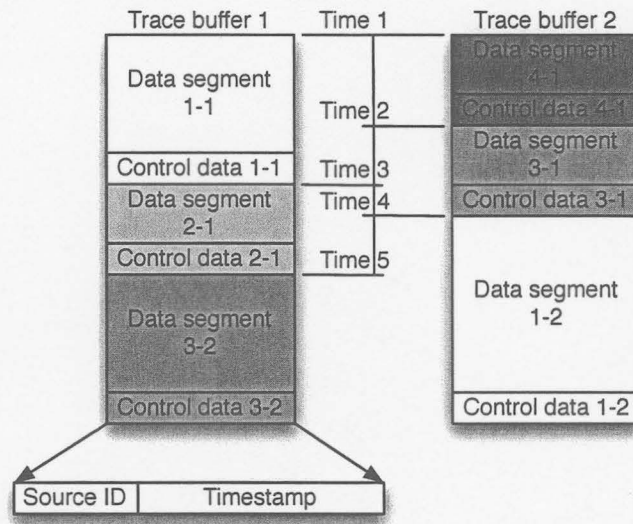 Trace buffer 1
Time 1
Trace buffer 2
Data segment
1-1
Control data 1-1
Data segment
2-1
Control data 2-1
Data segment
3-2
Control data 3-2
Source ID
Timestamp
Time 2
Time 3
Time 4
Time 5
Data segment
4-1
Control data 4-1
Data segment
3-1
Control data 3-1
Data segment
1-2
Control data 1-2